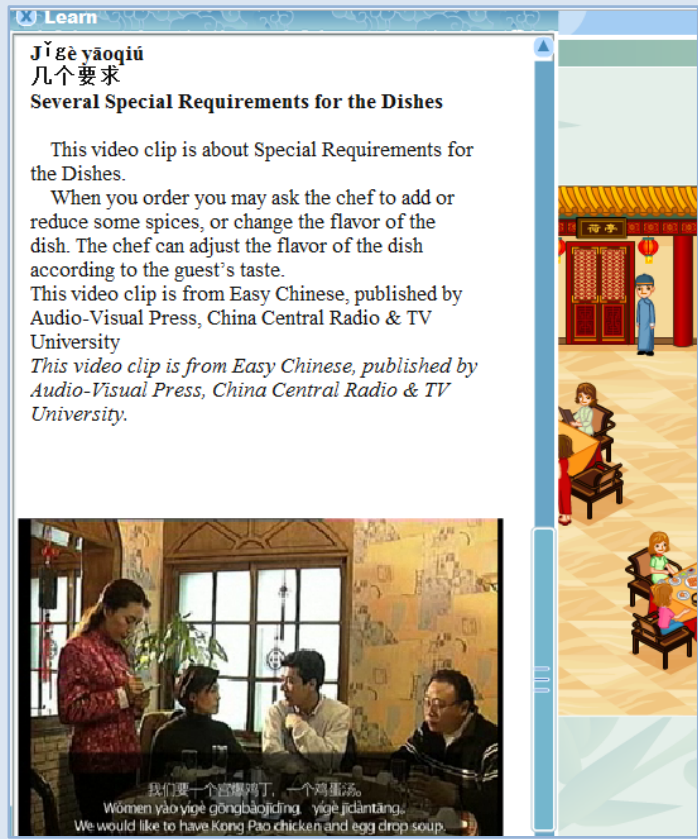 X Learn
Jǐgè yāoqiú
几个要求
Several Special Requirements for the Dishes
This video clip is about Special Requirements for
the Dishes.
When you order you may ask the chef to add or
reduce some spices, or change the flavor of the
dish. The chef can adjust the flavor of the dish
according to the guest's taste.
This video clip is from Easy Chinese, published by
Audio-Visual Press, China Central Radio & TV
University
This video clip is from Easy Chinese, published by
Audio-Visual Press, China Central Radio & TV
University.
荷亭
我们要一个宫爆鸡丁，一个鸡蛋汤。
Wǒmen yào yígè gōngbàojīdīng, yígè jīdàntāng.
We would like to have Kong Pao chicken and egg drop soup.